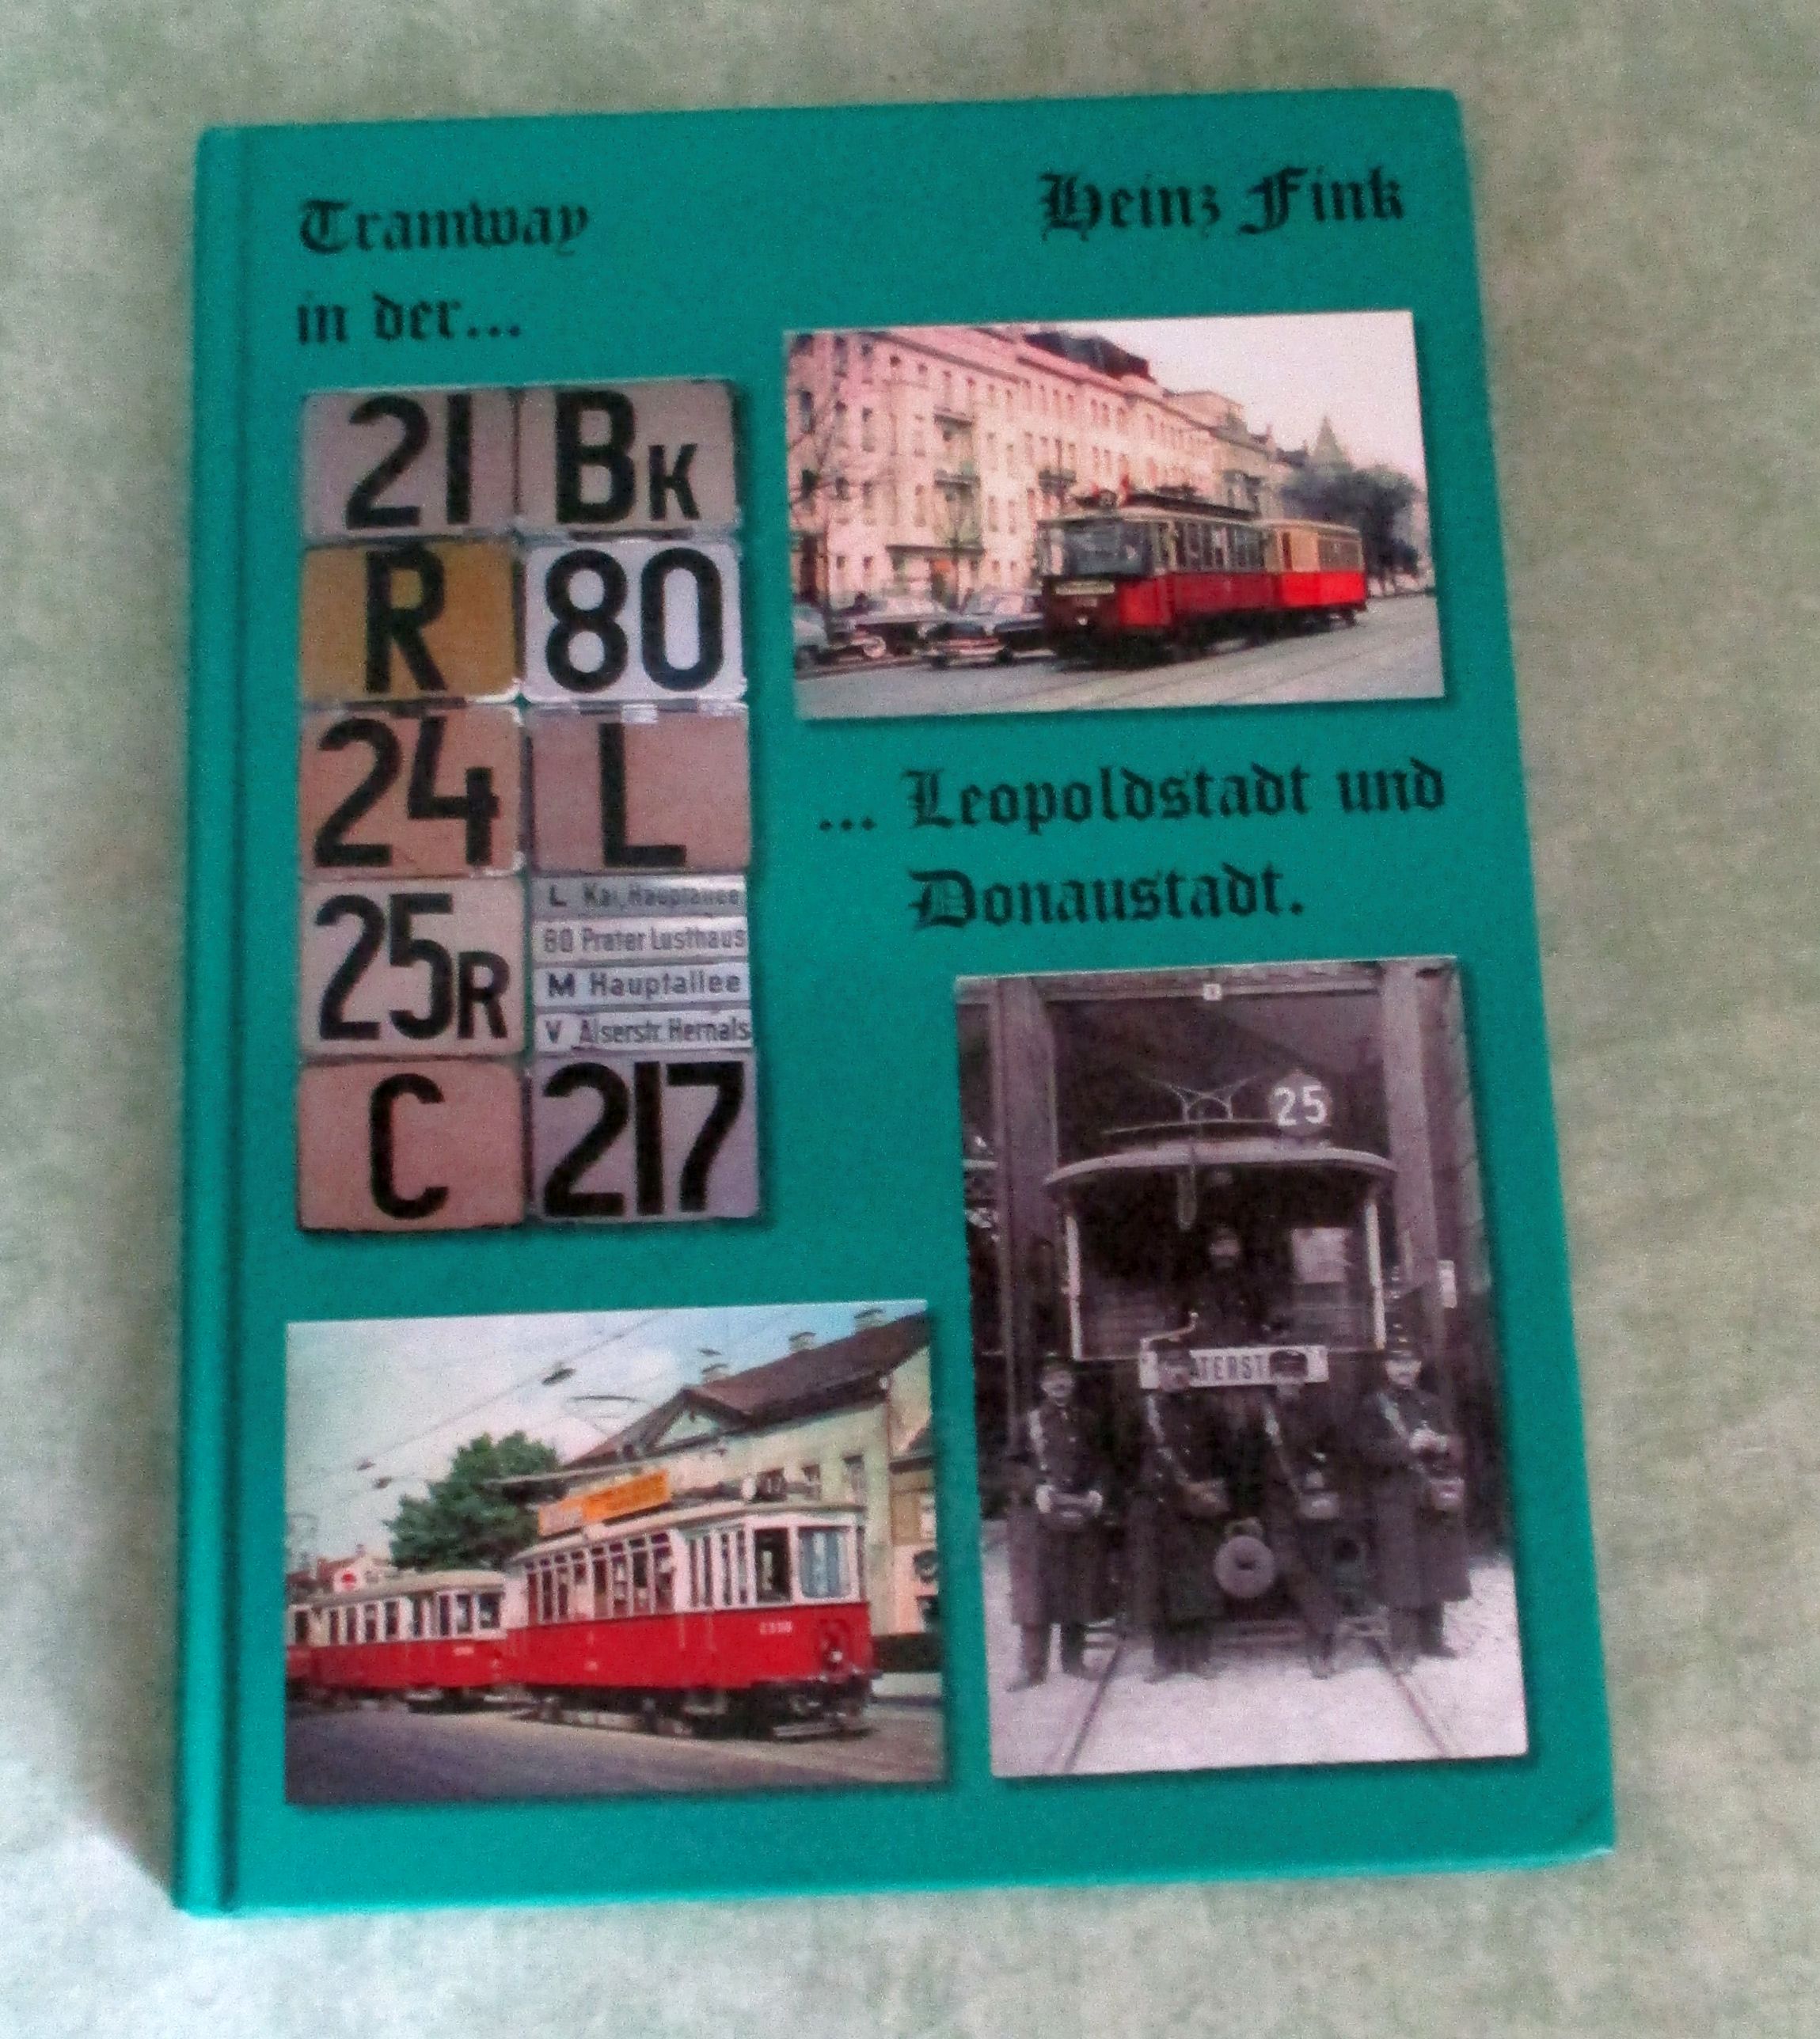 Tramway
in der...
Heinz Fink
21 BK
R 80
24 L
25R
L Kai, Hauptallee
80 Prater Lusthaus
M Hauptallee
V Alserstr. Hernals
C 217
... Leopoldstadt und
Donaustadt.
25